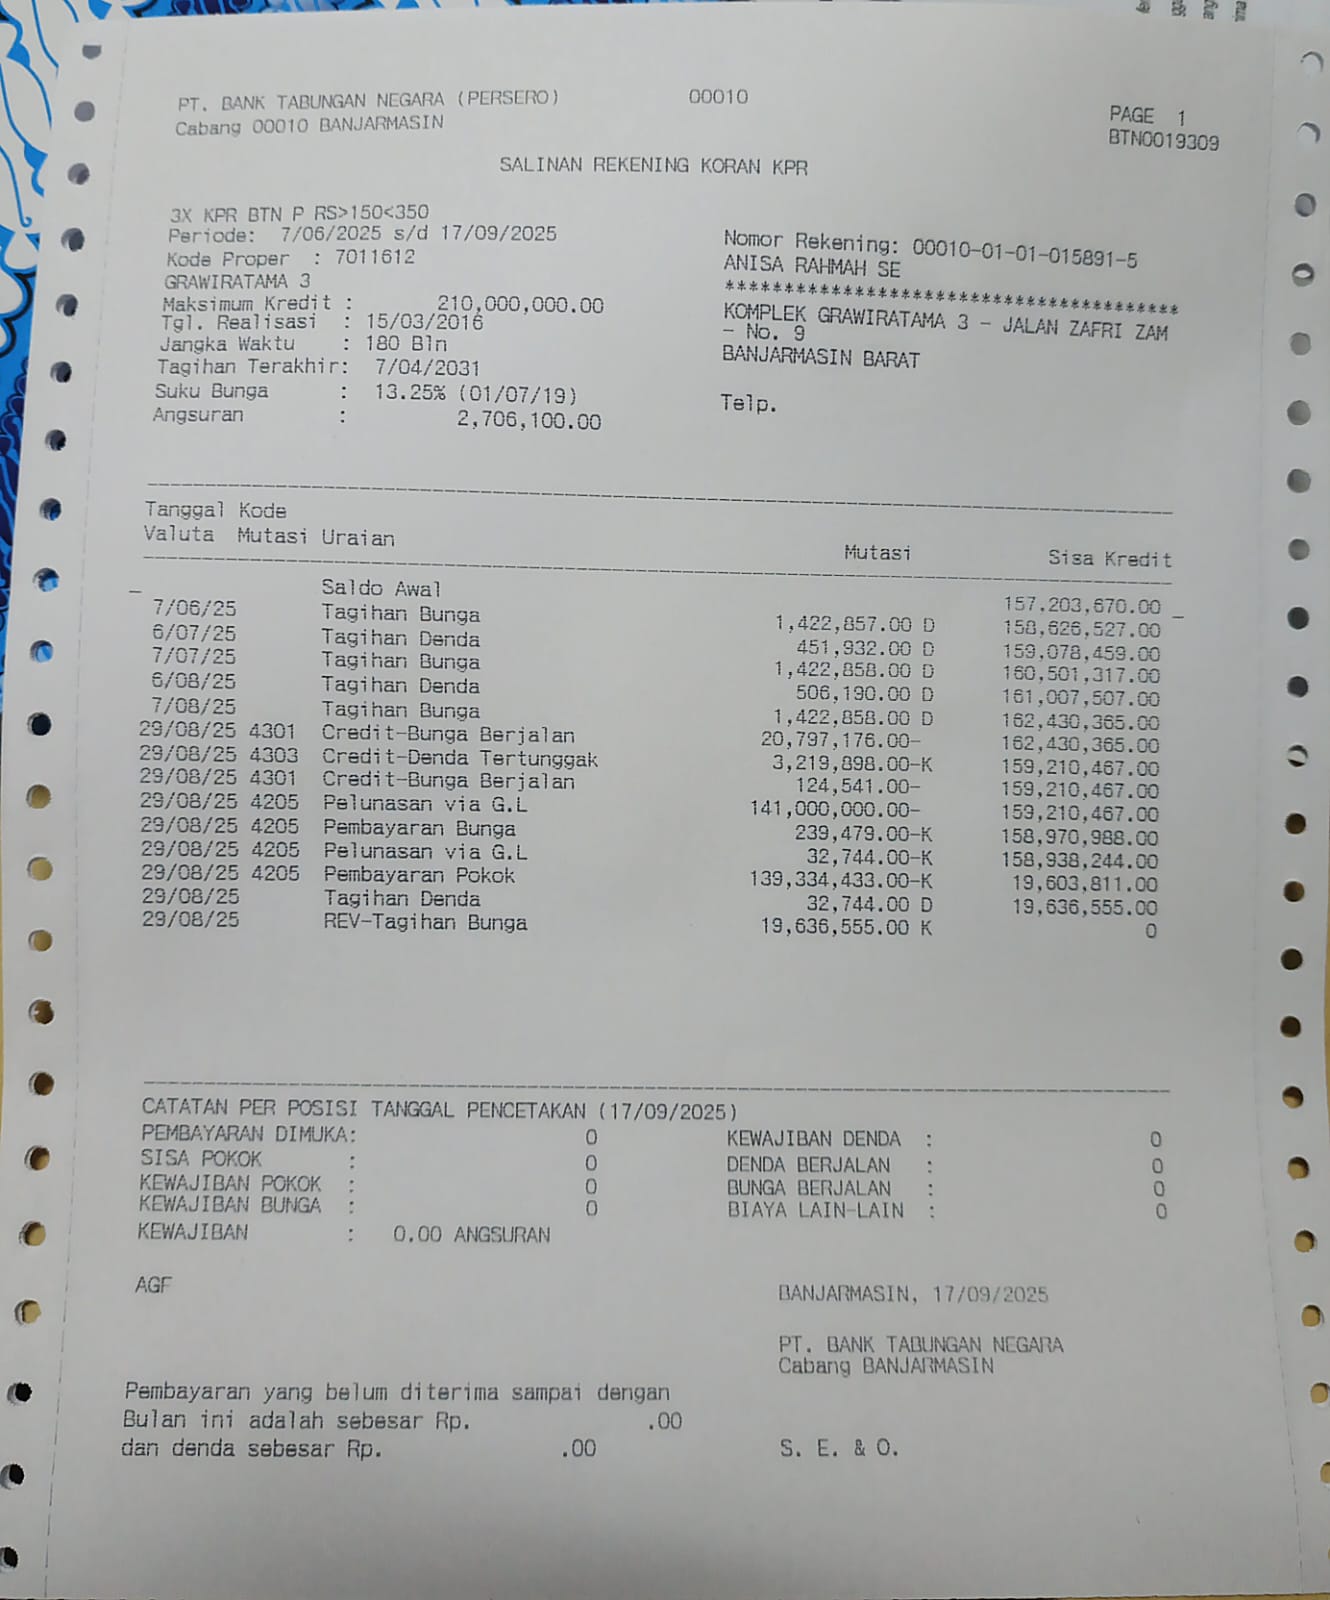 PT. BANK TABUNGAN NEGARA (PERSERO) 00010
Cabang 00010 BANJARMASIN
PAGE 1
BTN0019309
SALINAN REKENING KORAN KPR
3X KPR BTN P RS>150<350
Periode: 7/06/2025 s/d 17/09/2025
Kode Proper : 7011612
GRAWIRATAMA 3
Maksimum Kredit : 210,000,000.00
Tgl. Realisasi : 15/03/2016
Jangka Waktu : 180 Bln
Tagihan Terakhir: 7/04/2031
Suku Bunga : 13.25% (01/07/19)
Angsuran : 2,706,100.00
Nomor Rekening: 00010-01-01-015891-5
ANISA RAHMAH SE
***************************************
KOMPLEK GRAWIRATAMA 3 - JALAN ZAFRI ZAM
- No. 9
BANJARMASIN BARAT
Telp.
Tanggal Kode
Valuta Mutasi Uraian Mutasi Sisa Kredit
Saldo Awal 157,203,670.00
7/06/25 Tagihan Bunga 1,422,857.00 D 158,626,527.00
6/07/25 Tagihan Denda 451,932.00 D 159,078,459.00
7/07/25 Tagihan Bunga 1,422,858.00 D 160,501,317.00
6/08/25 Tagihan Denda 506,190.00 D 161,007,507.00
7/08/25 Tagihan Bunga 1,422,858.00 D 162,430,365.00
29/08/25 4301 Credit-Bunga Berjalan 20,797,176.00- 162,430,365.00
29/08/25 4303 Credit-Denda Tertunggak 3,219,898.00-K 159,210,467.00
29/08/25 4301 Credit-Bunga Berjalan 124,541.00- 159,210,467.00
29/08/25 4205 Pelunasan via G.L 141,000,000.00- 159,210,467.00
29/08/25 4205 Pembayaran Bunga 239,479.00-K 158,970,988.00
29/08/25 4205 Pelunasan via G.L 32,744.00-K 158,938,244.00
29/08/25 4205 Pembayaran Pokok 139,334,433.00-K 19,603,811.00
29/08/25 Tagihan Denda 32,744.00 D 19,636,555.00
29/08/25 REV-Tagihan Bunga 19,636,555.00 K 0
CATATAN PER POSISI TANGGAL PENCETAKAN (17/09/2025)
PEMBAYARAN DIMUKA: 0 KEWAJIBAN DENDA : 0
SISA POKOK : 0 DENDA BERJALAN : 0
KEWAJIBAN POKOK : 0 BUNGA BERJALAN : 0
KEWAJIBAN BUNGA : 0 BIAYA LAIN-LAIN : 0
KEWAJIBAN : 0.00 ANGSURAN
AGF
BANJARMASIN, 17/09/2025
PT. BANK TABUNGAN NEGARA
Cabang BANJARMASIN
Pembayaran yang belum diterima sampai dengan
Bulan ini adalah sebesar Rp. .00
dan denda sebesar Rp. .00
S. E. & O.